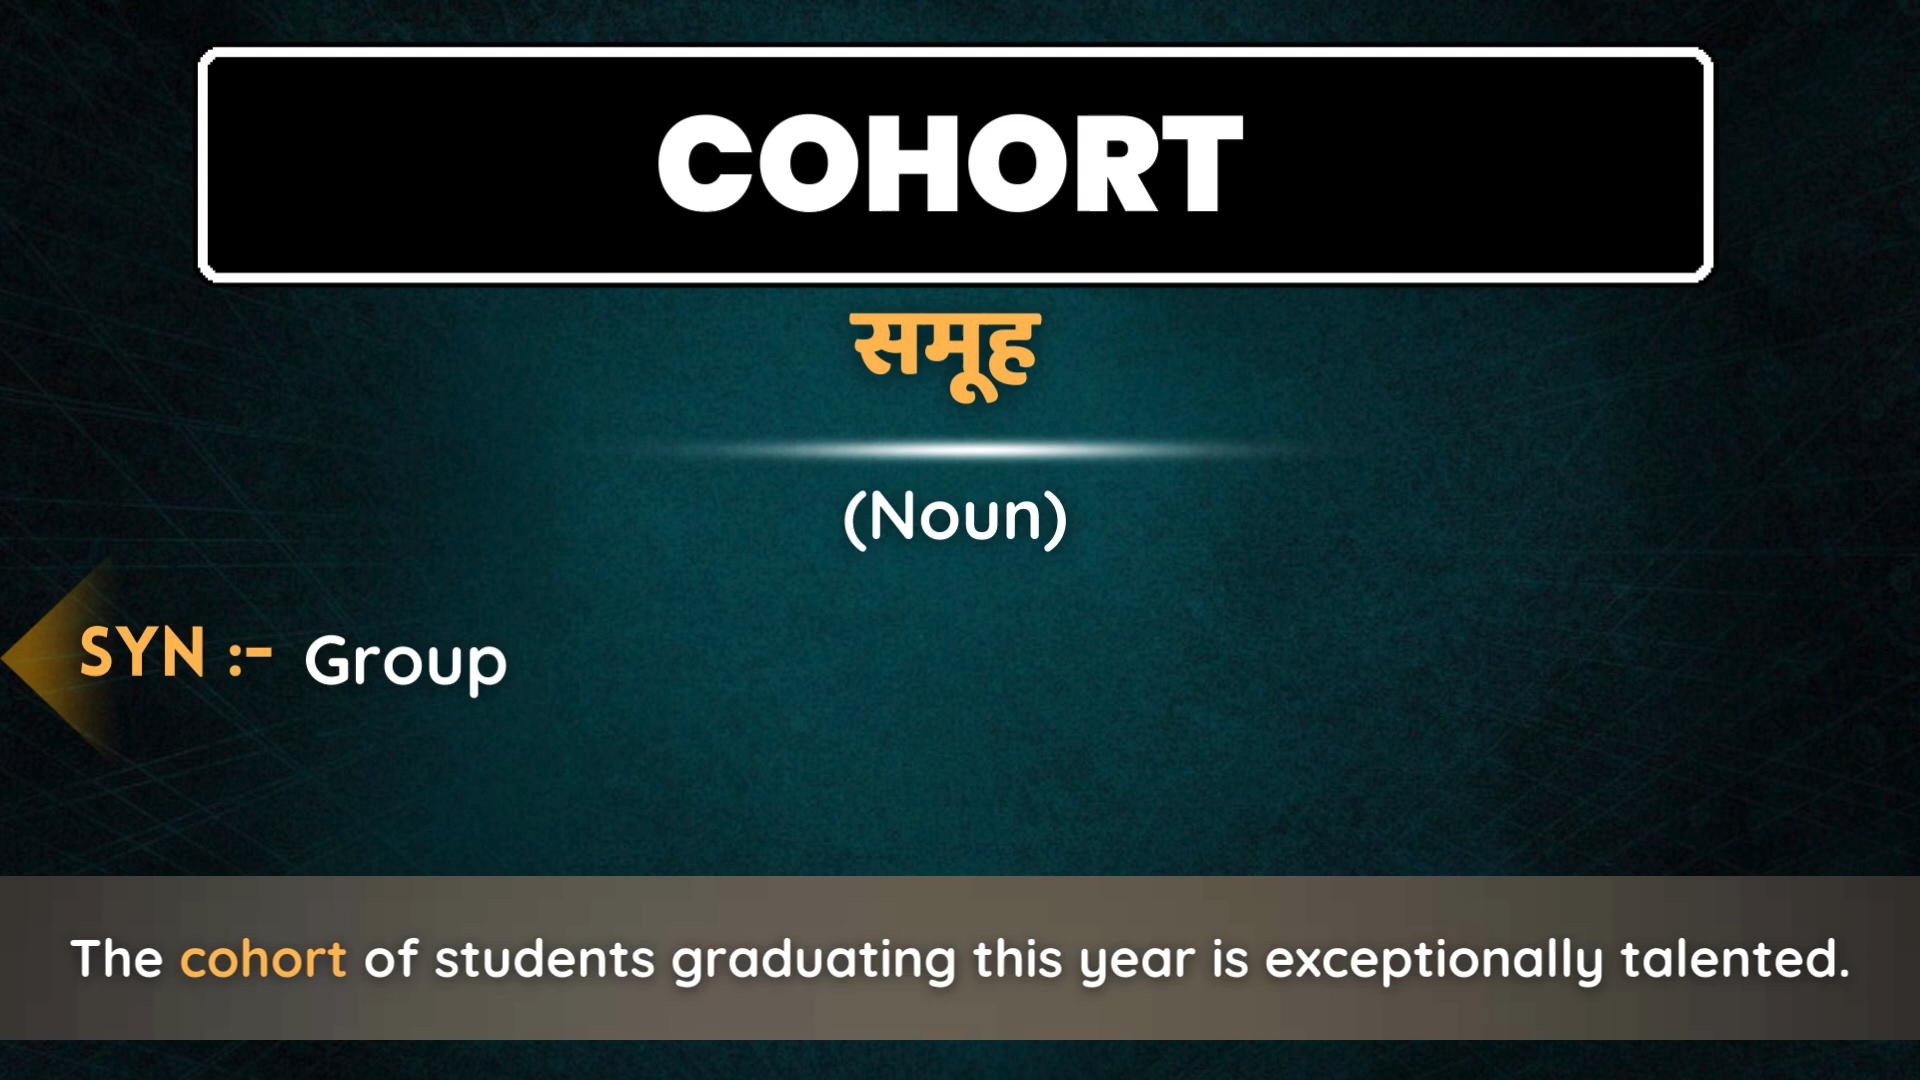 COHORT
समूह
(Noun)
SYN :- Group
The cohort of students graduating this year is exceptionally talented.